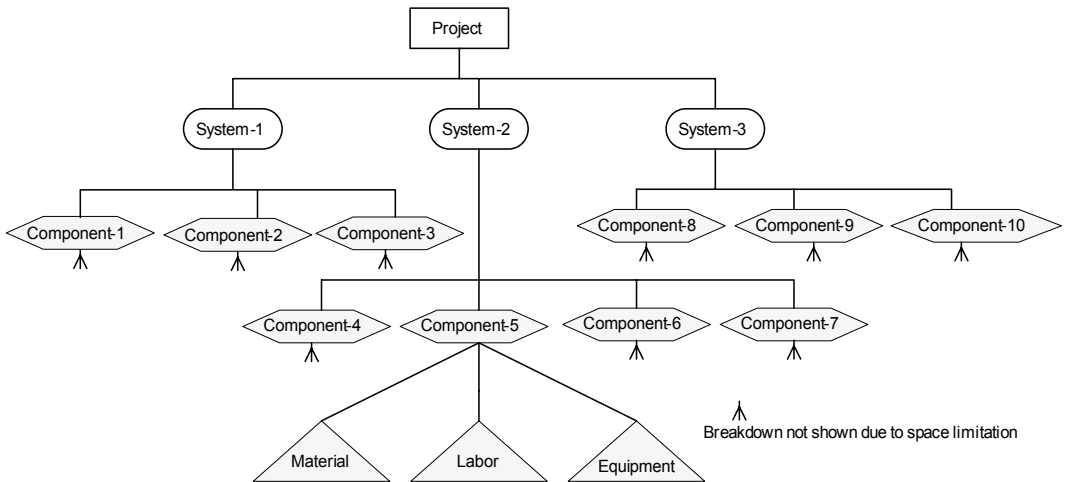 Project
System-1
System-2
System-3
Component-1
Component-2
Component-3
Component-8
Component-9
Component-10
Component-4
Component-5
Component-6
Component-7
Breakdown not shown due to space limitation
Material
Labor
Equipment